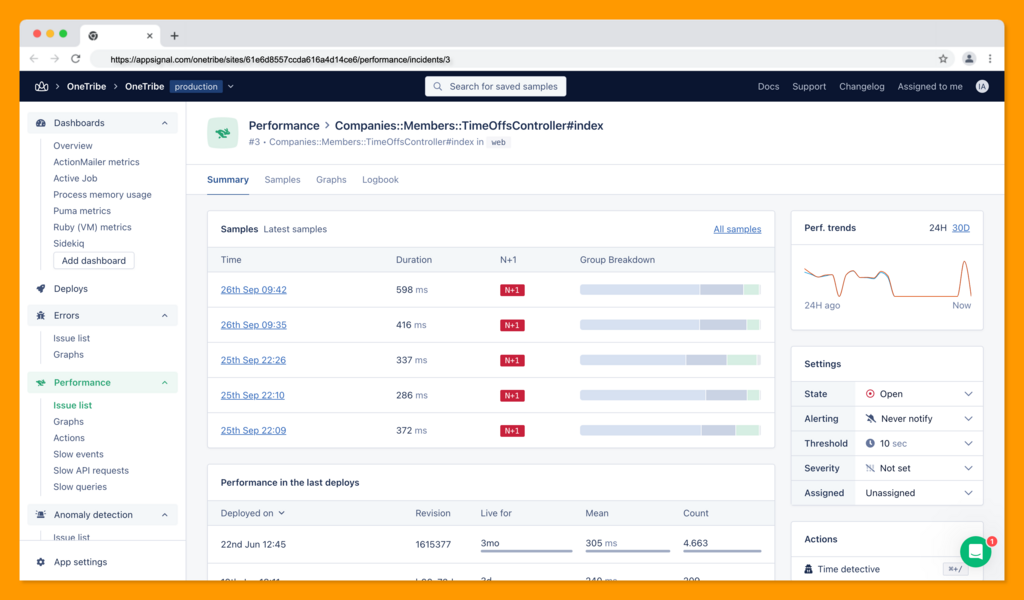 https://appsignal.com/onetribe/sites/61e6d8557ccda616a4d14ce6/performance/incidents/3
OneTribe
OneTribe
production
Search for saved samples
Docs
Support
Changelog
Assigned to me
IA
Dashboards
Overview
ActionMailer metrics
Active Job
Process memory usage
Puma metrics
Ruby (VM) metrics
Sidekiq
Add dashboard
Deploys
Errors
Issue list
Graphs
Performance
Issue list
Graphs
Actions
Slow events
Slow API requests
Slow queries
Anomaly detection
Issue list
App settings
Performance > Companies::Members::TimeOffsController#index
#3 • Companies::Members::TimeOffsController#index in web
Summary
Samples
Graphs
Logbook
Samples Latest samples
All samples
Time Duration N+1 Group Breakdown
26th Sep 09:42 598 ms N+1
26th Sep 09:35 416 ms N+1
25th Sep 22:26 337 ms N+1
25th Sep 22:10 286 ms N+1
25th Sep 22:09 372 ms N+1
Performance in the last deploys
Deployed on Revision Live for Mean Count
22nd Jun 12:45 1615377 3mo 305 ms 4.663
Perf. trends 24H 30D
24H ago Now
Settings
State Open
Alerting Never notify
Threshold 10 sec
Severity Not set
Assigned Unassigned
Actions
Time detective ⌘+/
1